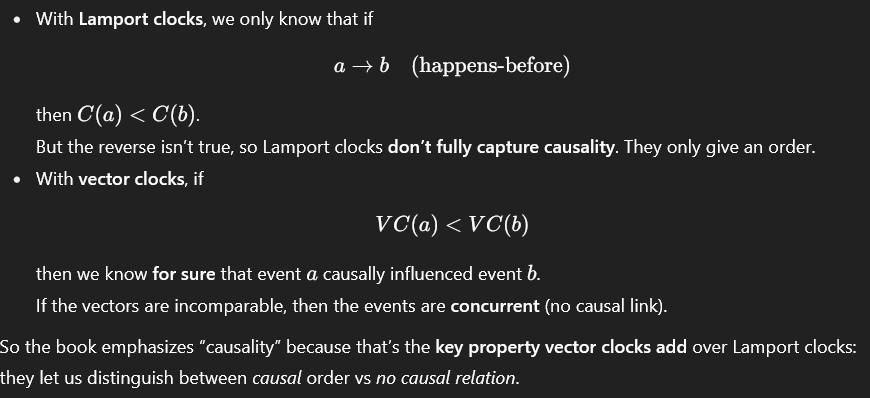 • With Lamport clocks, we only know that if
a → b (happens-before)
then C(a) < C(b).
But the reverse isn’t true, so Lamport clocks don’t fully capture causality. They only give an order.
• With vector clocks, if
VC(a) < VC(b)
then we know for sure that event a causally influenced event b.
If the vectors are incomparable, then the events are concurrent (no causal link).
So the book emphasizes “causality” because that’s the key property vector clocks add over Lamport clocks:
they let us distinguish between causal order vs no causal relation.